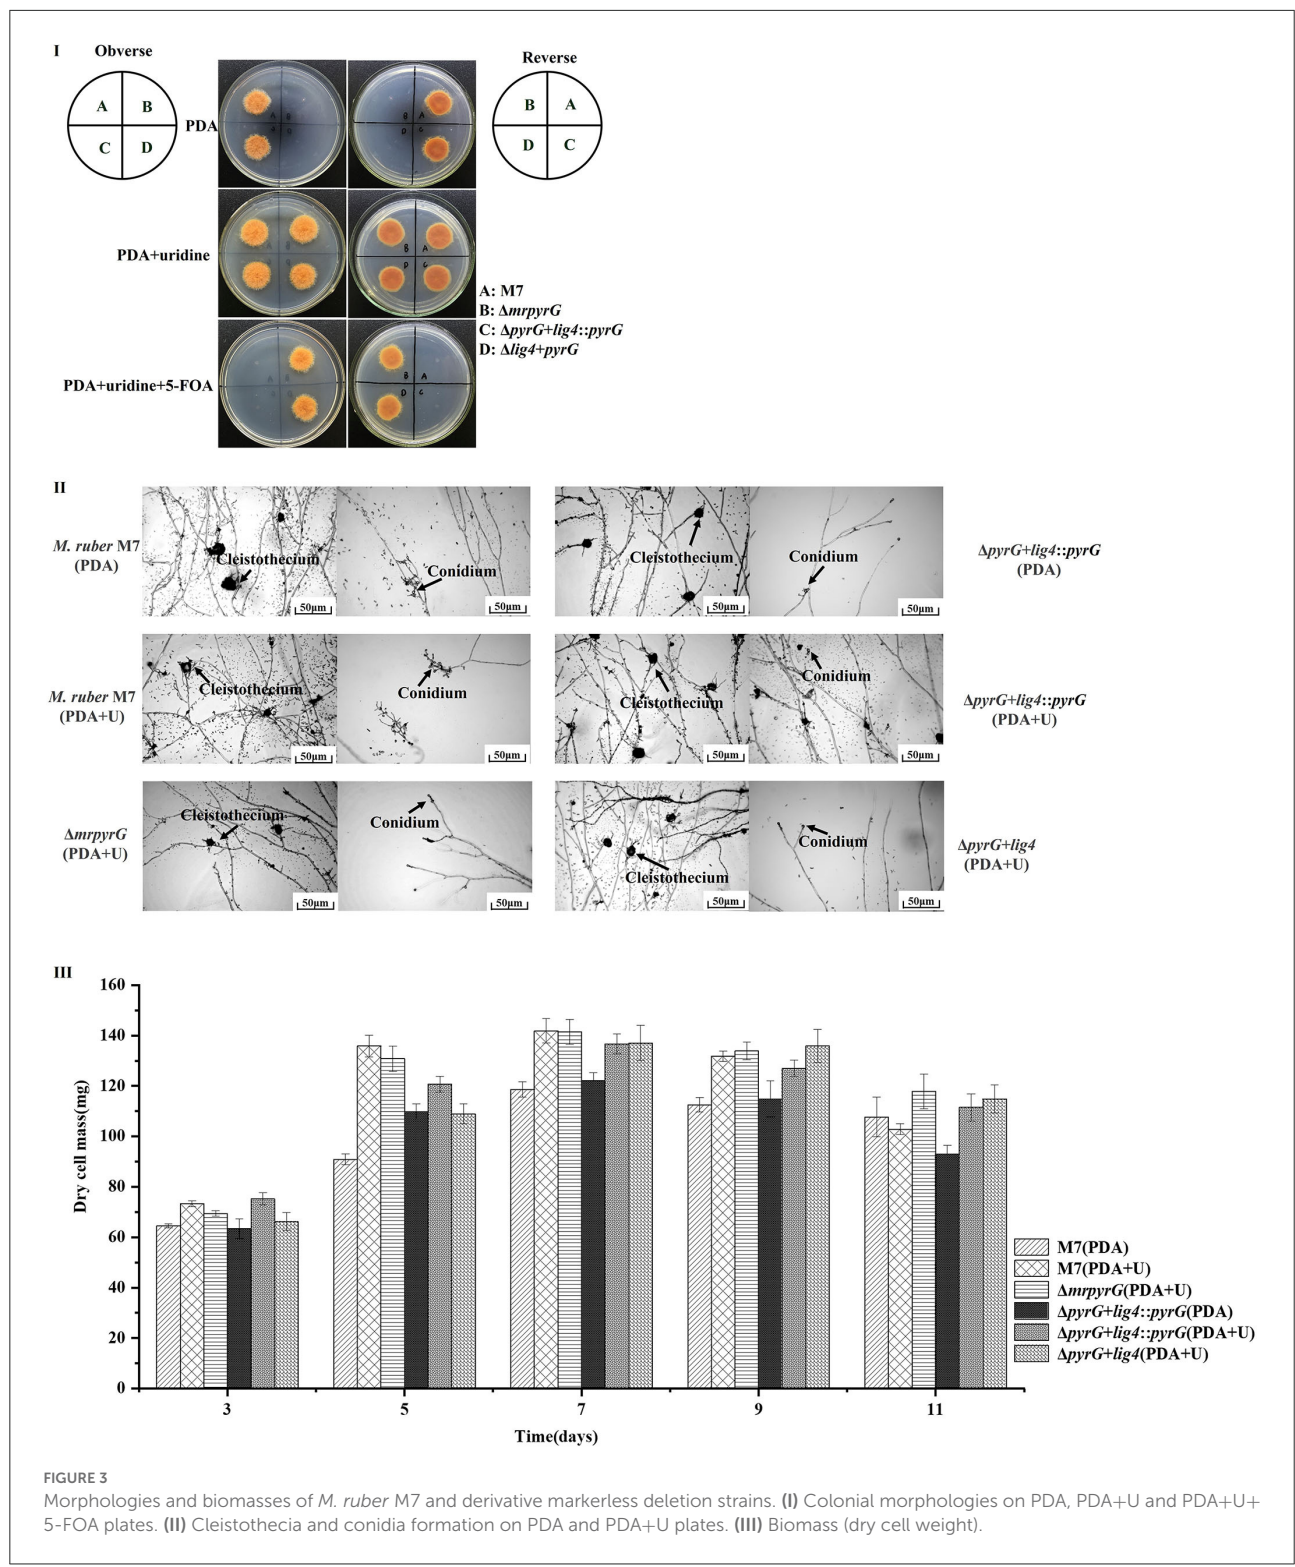 I
Obverse
Reverse
A
B
C
D
B
A
D
C
PDA
PDA+uridine
A: M7
B: ΔmrpyrG
C: ΔpyrG+lig4::pyrG
D: Δlig4+pyrG
PDA+uridine+5-FOA
II
M. ruber M7
(PDA)
Cleistothecium
50μm
Conidium
50μm
Cleistothecium
50μm
Conidium
50μm
ΔpyrG+lig4::pyrG
(PDA)
M. ruber M7
(PDA+U)
Cleistothecium
50μm
Conidium
50μm
Cleistothecium
50μm
Conidium
50μm
ΔpyrG+lig4::pyrG
(PDA+U)
ΔmrpyrG
(PDA+U)
Cleistothecium
50μm
Conidium
50μm
Cleistothecium
50μm
Conidium
50μm
ΔpyrG+lig4
(PDA+U)
III
160
140
120
100
80
60
40
20
0
Dry cell mass(mg)
3
5
7
9
11
Time(days)
M7(PDA)
M7(PDA+U)
ΔmrpyrG(PDA+U)
ΔpyrG+lig4::pyrG(PDA)
ΔpyrG+lig4::pyrG(PDA+U)
ΔpyrG+lig4(PDA+U)
FIGURE 3
Morphologies and biomasses of M. ruber M7 and derivative markerless deletion strains. (I) Colonial morphologies on PDA, PDA+U and PDA+U+
5-FOA plates. (II) Cleistothecia and conidia formation on PDA and PDA+U plates. (III) Biomass (dry cell weight).